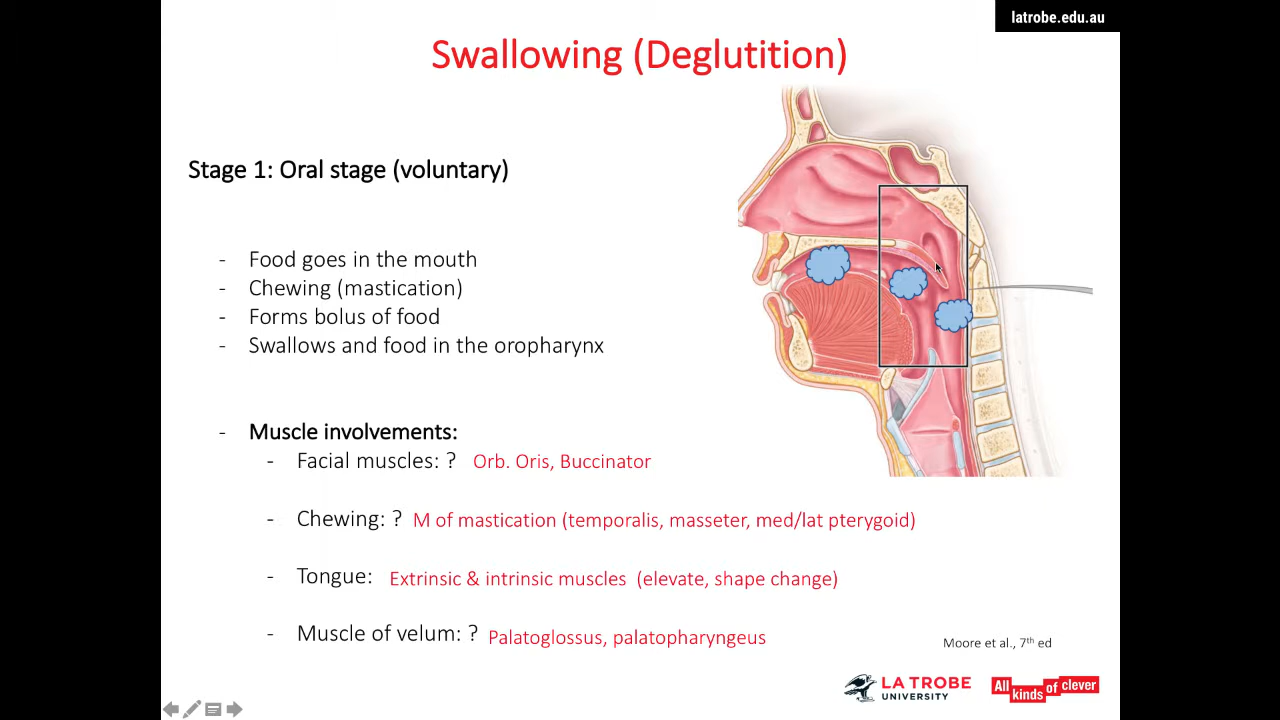 latrobe.edu.au
Swallowing (Deglutition)
Stage 1: Oral stage (voluntary)
- Food goes in the mouth
- Chewing (mastication)
- Forms bolus of food
- Swallows and food in the oropharynx
- Muscle involvements:
- Facial muscles: ? Orb. Oris, Buccinator
- Chewing: ? M of mastication (temporalis, masseter, med/lat pterygoid)
- Tongue: Extrinsic & intrinsic muscles (elevate, shape change)
- Muscle of velum: ? Palatoglossus, palatopharyngeus
Moore et al., 7th ed
LA TROBE
UNIVERSITY
All kinds of clever